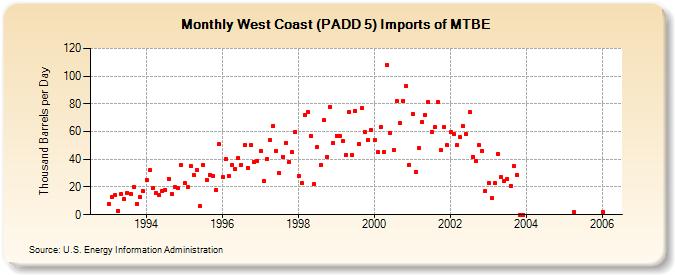 Monthly West Coast (PADD 5) Imports of MTBE
Thousand Barrels per Day
120
100
80
60
40
20
0
1994 1996 1998 2000 2002 2004 2006
Source: U.S. Energy Information Administration